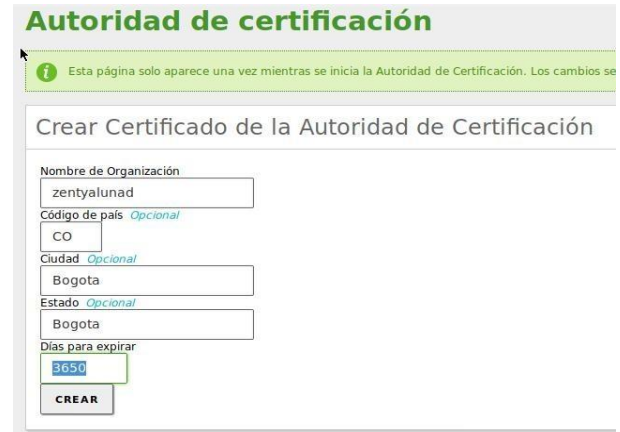 Autoridad de certificación
Esta página solo aparece una vez mientras se inicia la Autoridad de Certificación. Los cambios se
Crear Certificado de la Autoridad de Certificación
Nombre de Organización
zentyalunad
Código de país Opcional
CO
Ciudad Opcional
Bogota
Estado Opcional
Bogota
Días para expirar
3650
CREAR